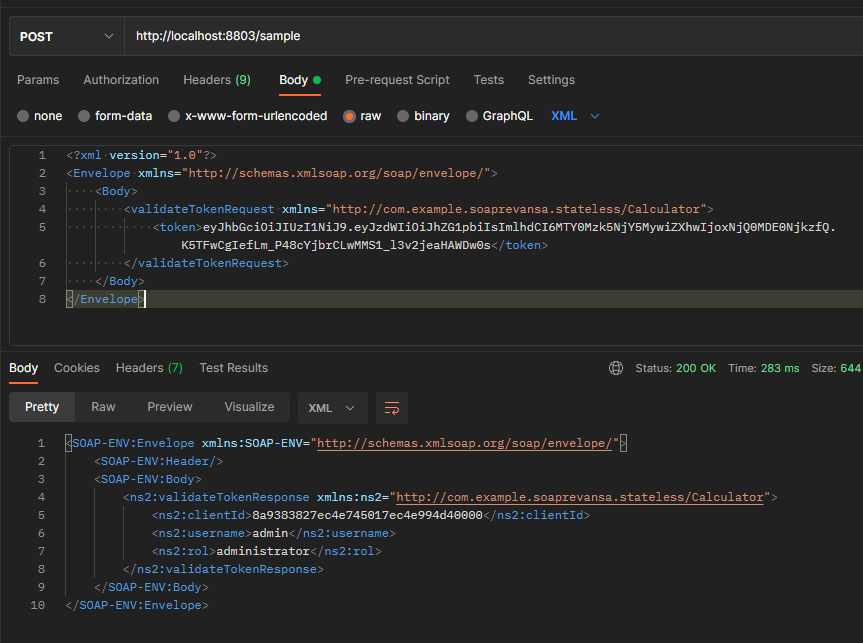 POST http://localhost:8803/sample
Params Authorization Headers (9) Body Pre-request Script Tests Settings
none form-data x-www-form-urlencoded raw binary GraphQL XML
1 <?xml version="1.0"?>
2 <Envelope xmlns="http://schemas.xmlsoap.org/soap/envelope/">
3 <Body>
4 <validateTokenRequest xmlns="http://com.example.soaprevansa.stateless/Calculator">
5 <token>eyJhbGciOiJIUzI1NiJ9.eyJzdWIiOiJhZG1pbiIsImlhdCI6MTY0Mzk5NjY5MywiZXhwIjoxNjQ0MDE0NjkzfQ.
K5TFwCgIefLm_P48cYjbrCLwMMS1_l3v2jeaHAWDw0s</token>
6 </validateTokenRequest>
7 </Body>
8 </Envelope>
Body Cookies Headers (7) Test Results Status: 200 OK Time: 283 ms Size: 644
Pretty Raw Preview Visualize XML
1 <SOAP-ENV:Envelope xmlns:SOAP-ENV="http://schemas.xmlsoap.org/soap/envelope/">
2 <SOAP-ENV:Header/>
3 <SOAP-ENV:Body>
4 <ns2:validateTokenResponse xmlns:ns2="http://com.example.soaprevansa.stateless/Calculator">
5 <ns2:clientId>8a9383827ec4e745017ec4e994d40000</ns2:clientId>
6 <ns2:username>admin</ns2:username>
7 <ns2:rol>administrator</ns2:rol>
8 </ns2:validateTokenResponse>
9 </SOAP-ENV:Body>
10 </SOAP-ENV:Envelope>